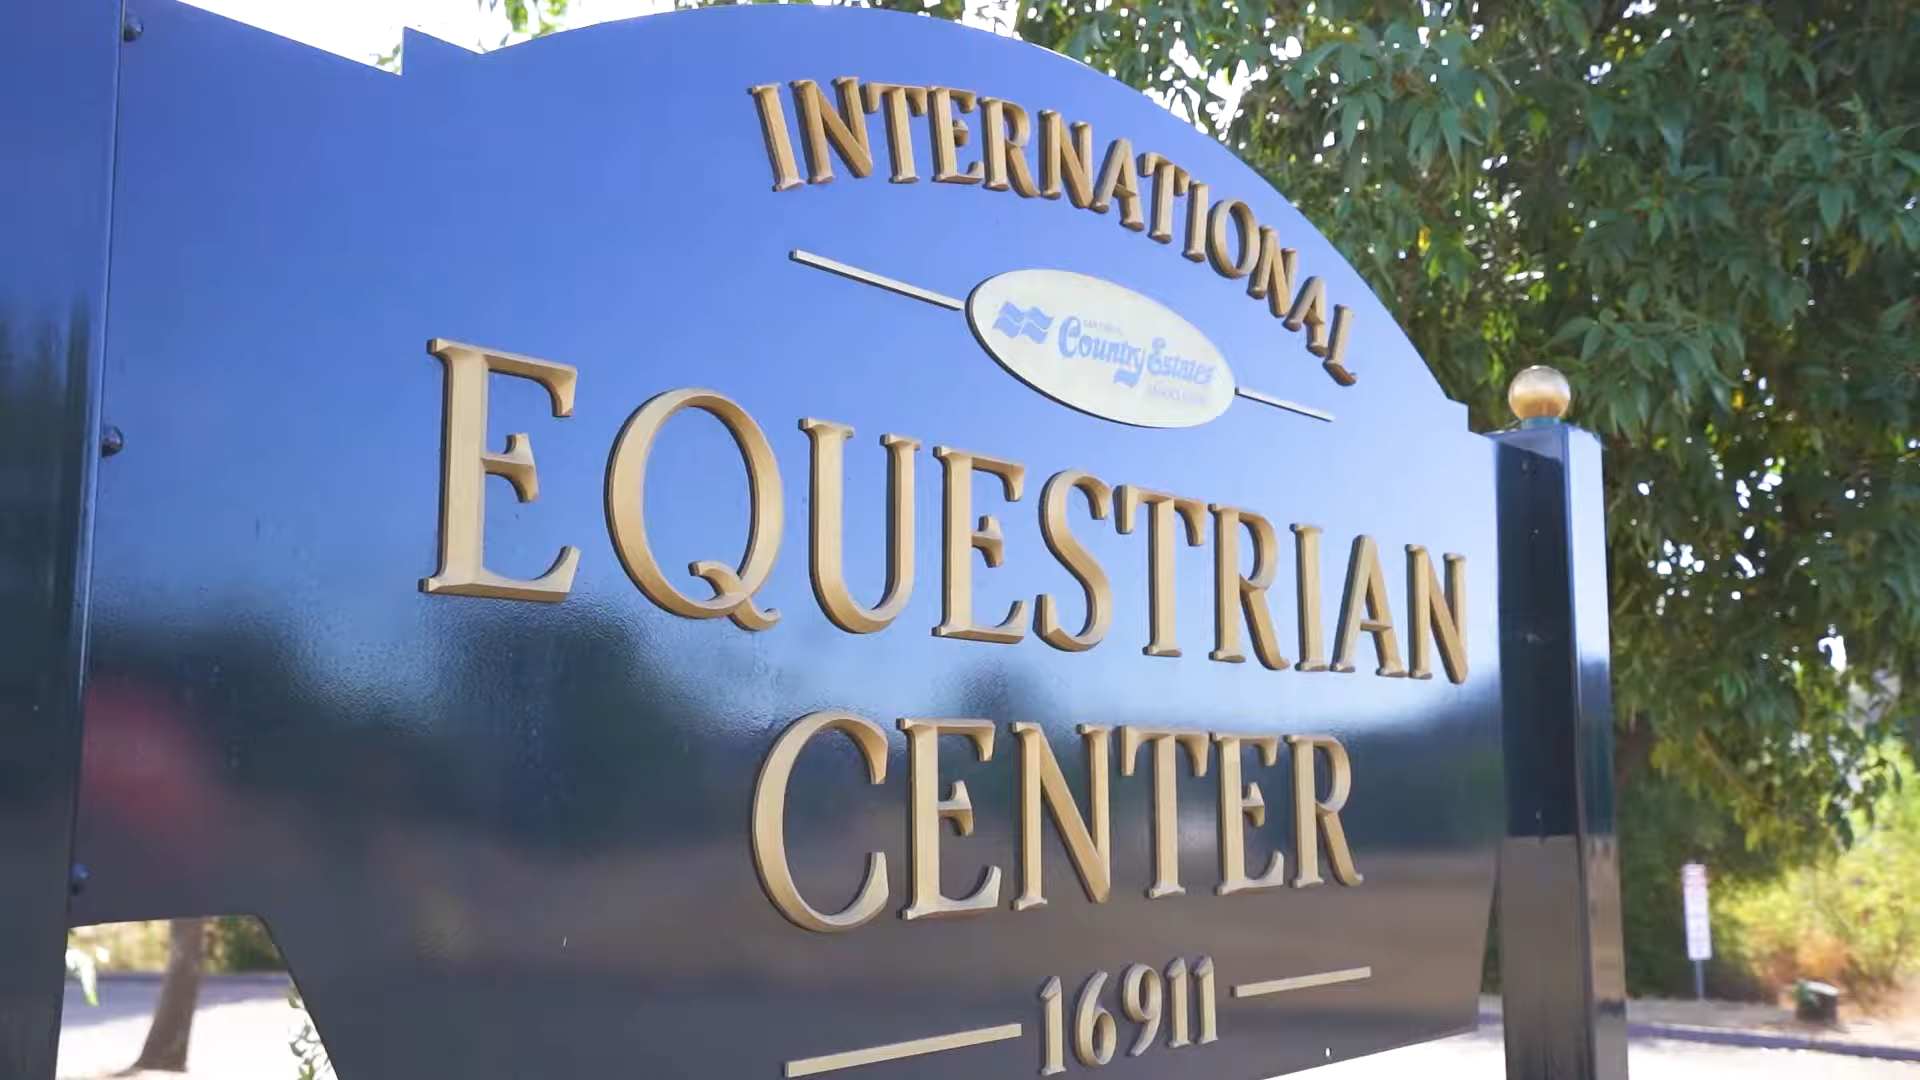 INTERNATIONAL
Country Estates
EQUESTRIAN
CENTER
16911